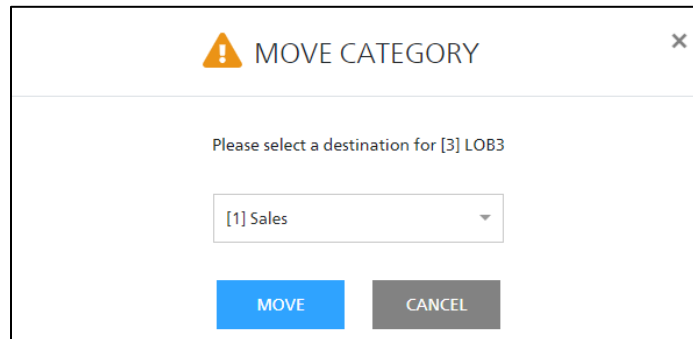 MOVE CATEGORY
Please select a destination for [3] LOB3
[1] Sales
MOVE
CANCEL